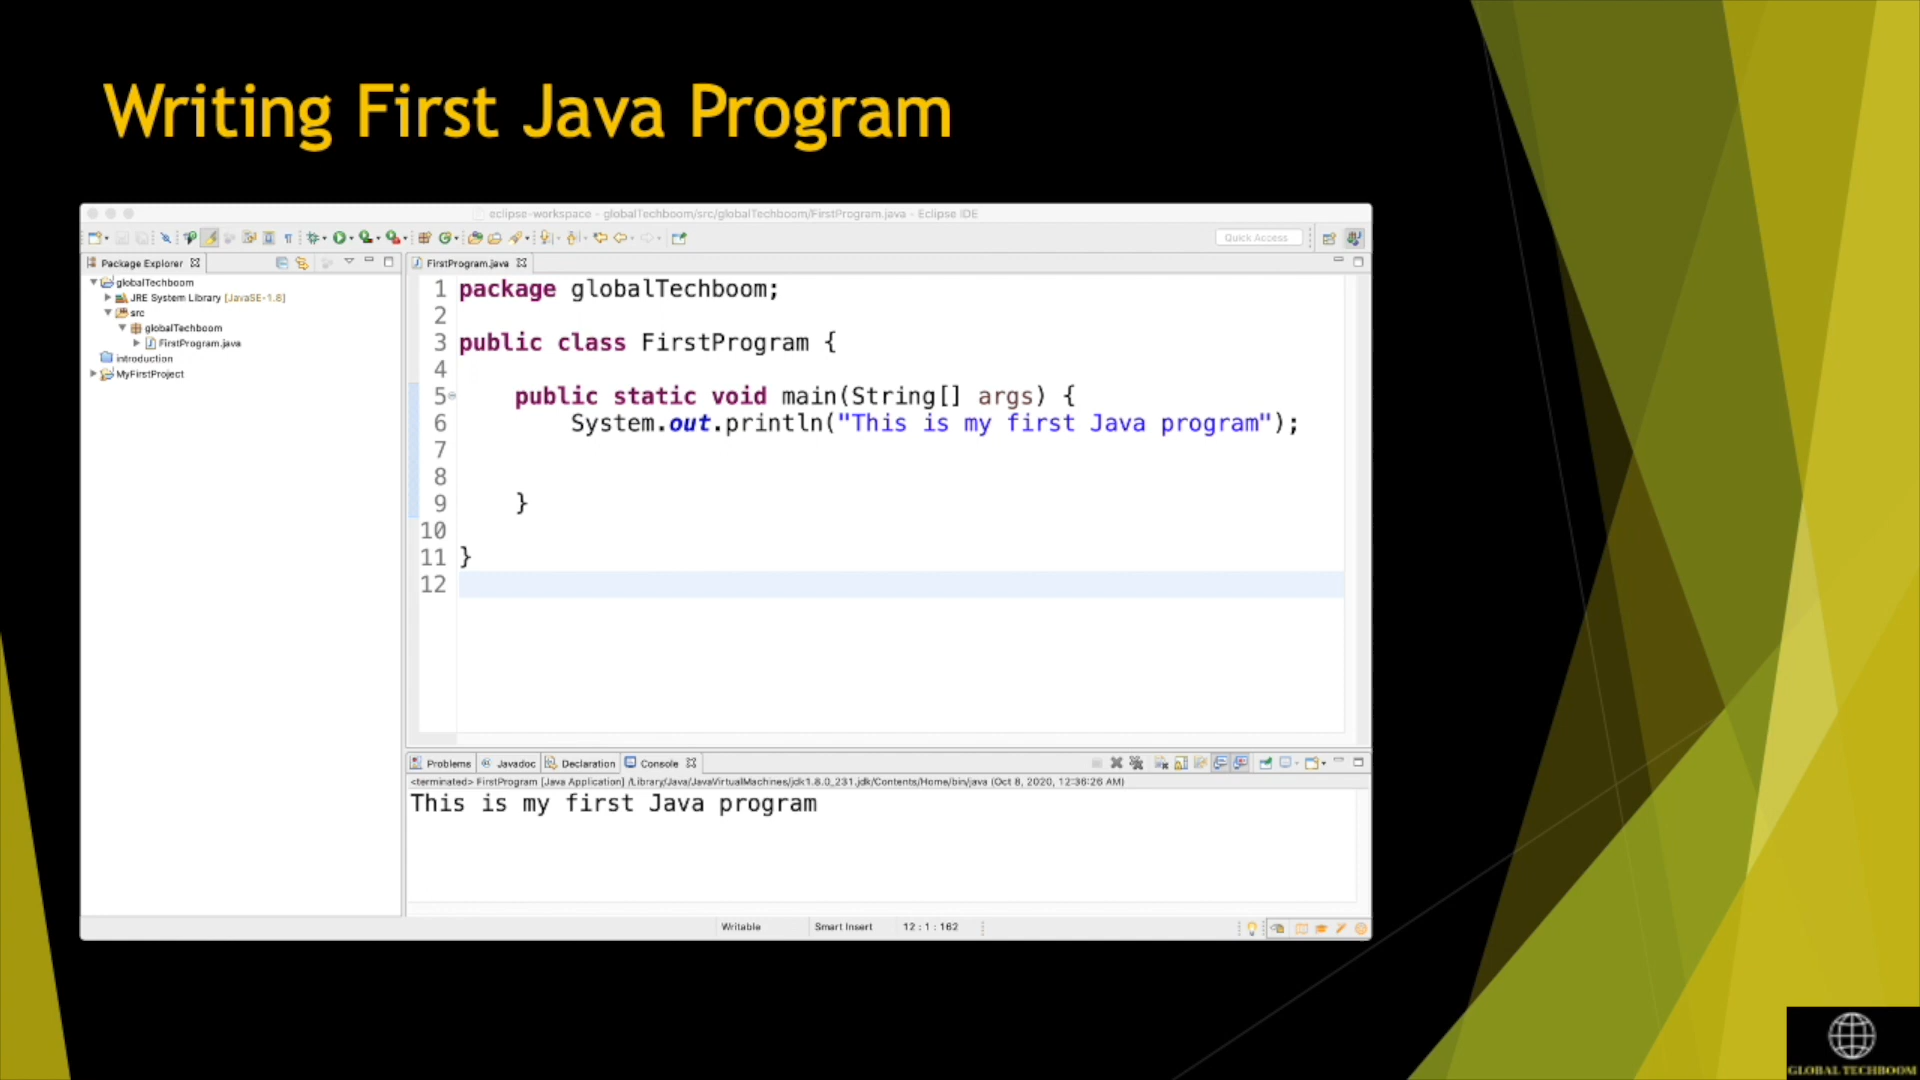 Writing First Java Program
eclipse-workspace - globalTechboom/src/globalTechboom/FirstProgram.java - Eclipse IDE
Quick Access
Package Explorer
globalTechboom
JRE System Library [JavaSE-1.8]
src
globalTechboom
FirstProgram.java
introduction
MyFirstProject
FirstProgram.java
1 package globalTechboom;
2
3 public class FirstProgram {
4
5 public static void main(String[] args) {
6 System.out.println("This is my first Java program");
7
8
9 }
10
11 }
12
Problems Javadoc Declaration Console
<terminated> FirstProgram [Java Application] /Library/Java/JavaVirtualMachines/jdk1.8.0_231.jdk/Contents/Home/bin/java (Oct 8, 2020, 12:36:26 AM)
This is my first Java program
Writable Smart Insert 12 : 1 : 162
GLOBAL TECHBOOM